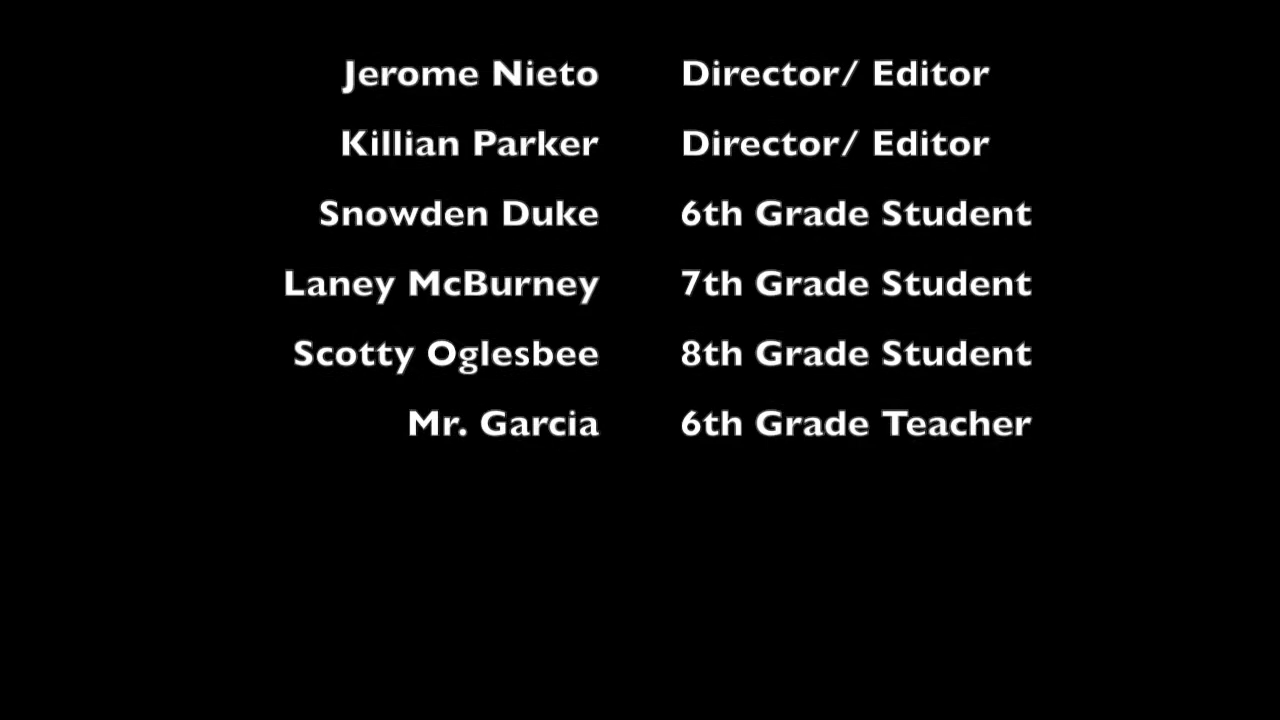 Jerome Nieto Director/ Editor
Killian Parker Director/ Editor
Snowden Duke 6th Grade Student
Laney McBurney 7th Grade Student
Scotty Oglesbee 8th Grade Student
Mr. Garcia 6th Grade Teacher